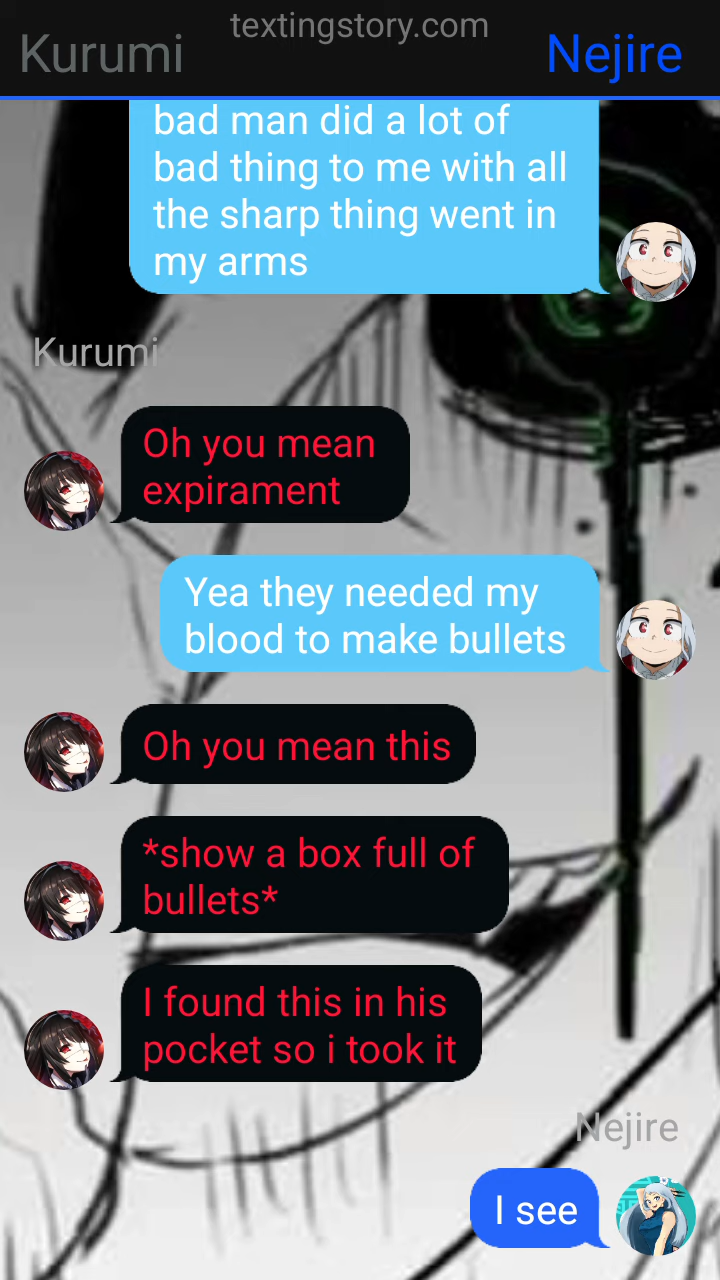 textingstory.com
Kurumi
Nejire
bad man did a lot of
bad thing to me with all
the sharp thing went in
my arms
Kurumi
Oh you mean
expirament
Yea they needed my
blood to make bullets
Oh you mean this
*show a box full of
bullets*
I found this in his
pocket so i took it
Nejire
I see